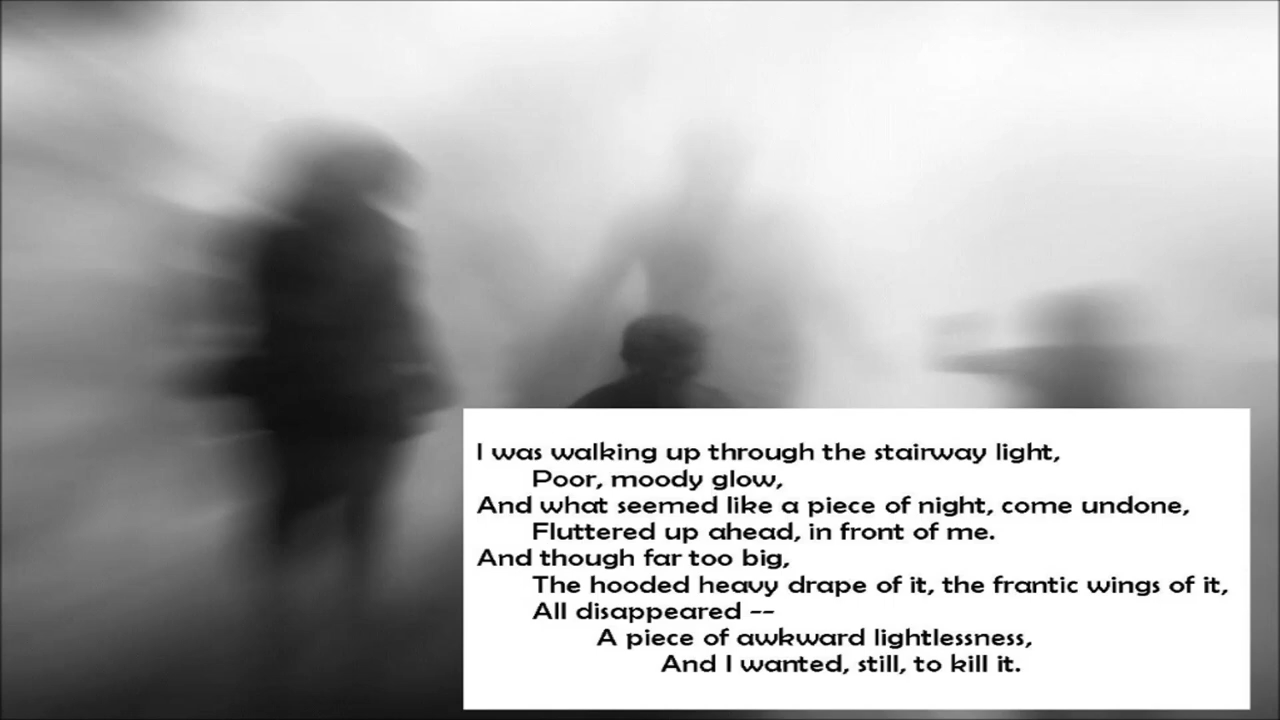 I was walking up through the stairway light,
Poor, moody glow,
And what seemed like a piece of night, come undone,
Fluttered up ahead, in front of me.
And though far too big,
The hooded heavy drape of it, the frantic wings of it,
All disappeared --
A piece of awkward lightlessness,
And I wanted, still, to kill it.